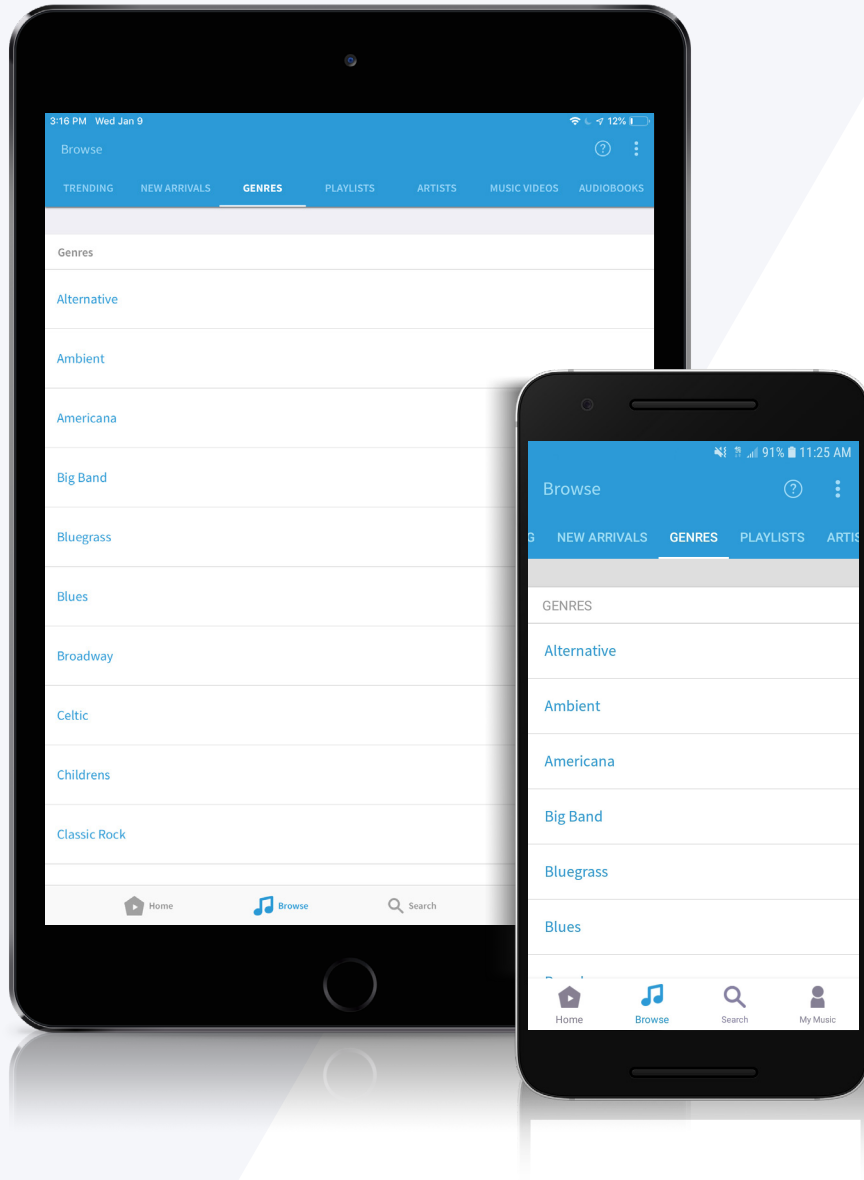 3:16 PM Wed Jan 9
12%
Browse
?
TRENDING NEW ARRIVALS GENRES PLAYLISTS ARTISTS MUSIC VIDEOS AUDIOBOOKS
Genres
Alternative
Ambient
Americana
Big Band
Bluegrass
Blues
Broadway
Celtic
Childrens
Classic Rock
Home Browse Search
91% 11:25 AM
Browse
?
G NEW ARRIVALS GENRES PLAYLISTS ARTIS
GENRES
Alternative
Ambient
Americana
Big Band
Bluegrass
Blues
Home Browse Search My Music